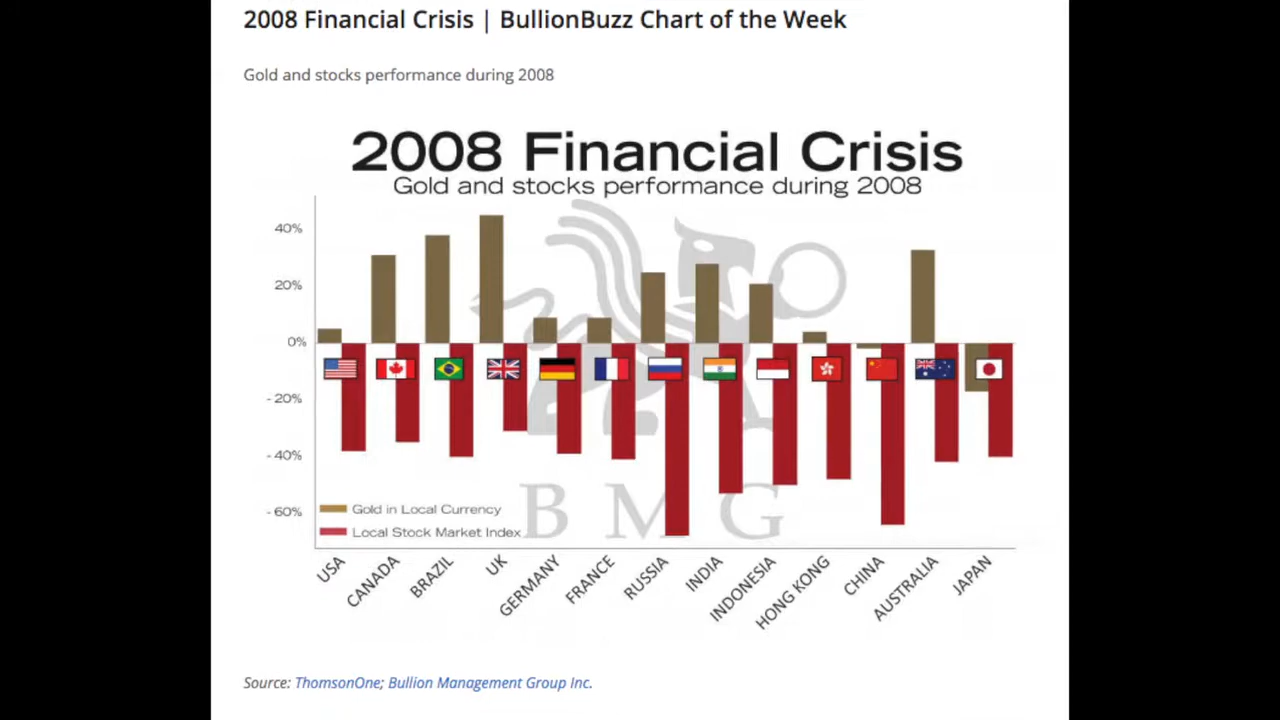 2008 Financial Crisis | BullionBuzz Chart of the Week
Gold and stocks performance during 2008
2008 Financial Crisis
Gold and stocks performance during 2008
40%
20%
0%
- 20%
- 40%
- 60%
Gold in Local Currency
Local Stock Market Index
BMG
USA
CANADA
BRAZIL
UK
GERMANY
FRANCE
RUSSIA
INDIA
INDONESIA
HONG KONG
CHINA
AUSTRALIA
JAPAN
Source: ThomsonOne; Bullion Management Group Inc.